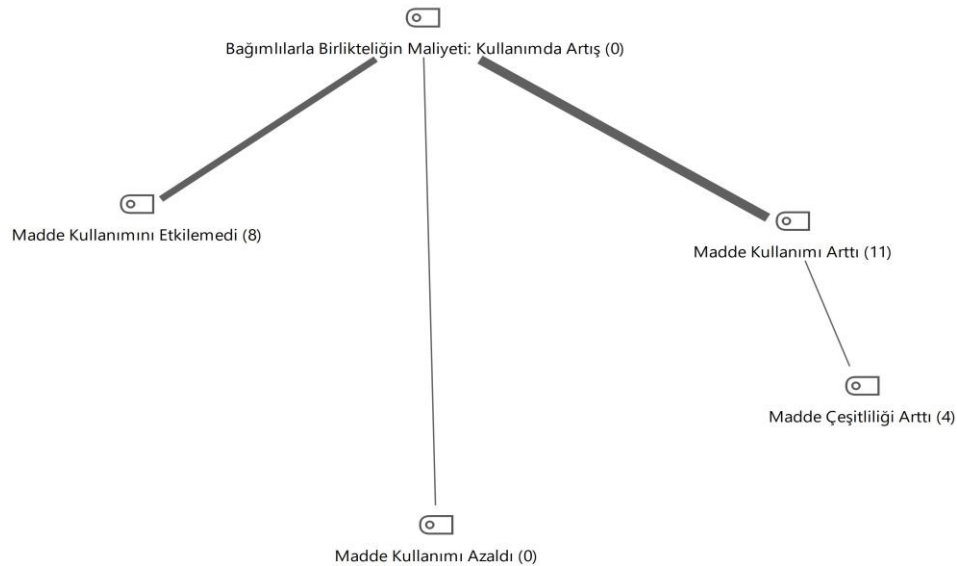 Bağımlılarla Birlikteliğin Maliyeti: Kullanımda Artış (0)
Madde Kullanımını Etkilemedi (8)
Madde Kullanımı Arttı (11)
Madde Çeşitliliği Arttı (4)
Madde Kullanımı Azaldı (0)